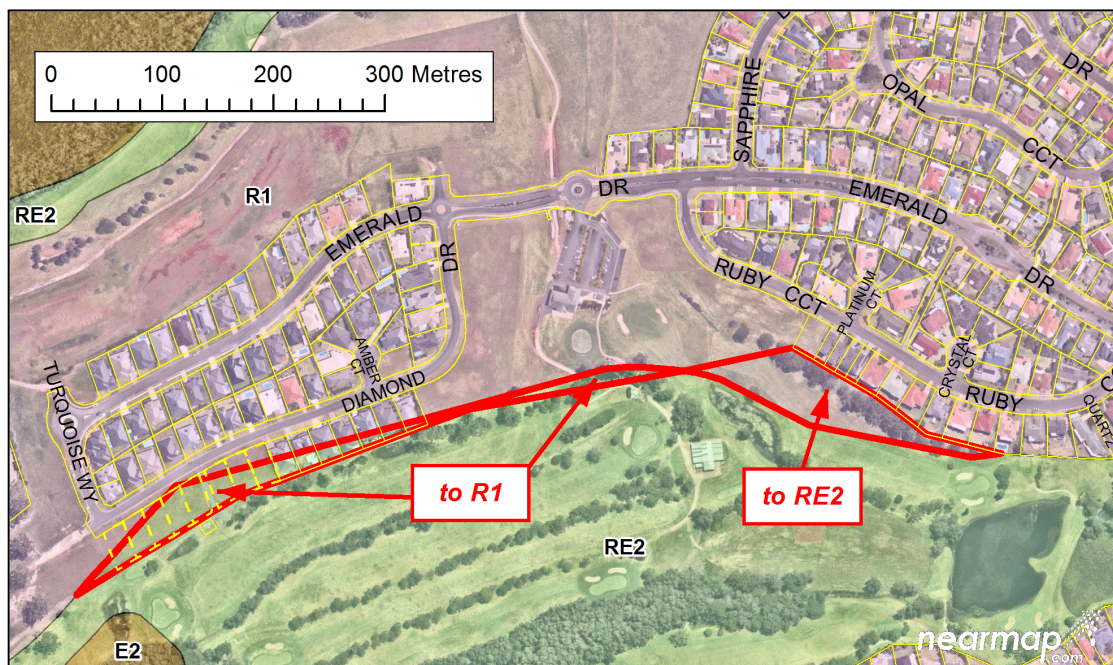 0 100 200 300 Metres
SAPPHIRE
DR
OPAL
CCT
R1
RE2
EMERALD
DR
DR
EMERALD
DR
RUBY CCT
PLATINUM
CT
CRYSTAL
CT
RUBY
QUARTZ
AMBER
CT
DIAMOND
TURQUOISE WY
to R1
to RE2
RE2
E2
nearmap
.com